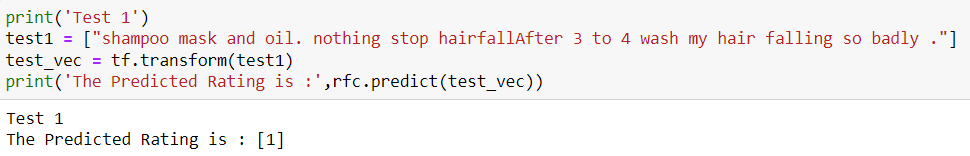 print('Test 1')
test1 = ["shampoo mask and oil. nothing stop hairfallAfter 3 to 4 wash my hair falling so badly ."]
test_vec = tf.transform(test1)
print('The Predicted Rating is :',rfc.predict(test_vec))
Test 1
The Predicted Rating is : [1]